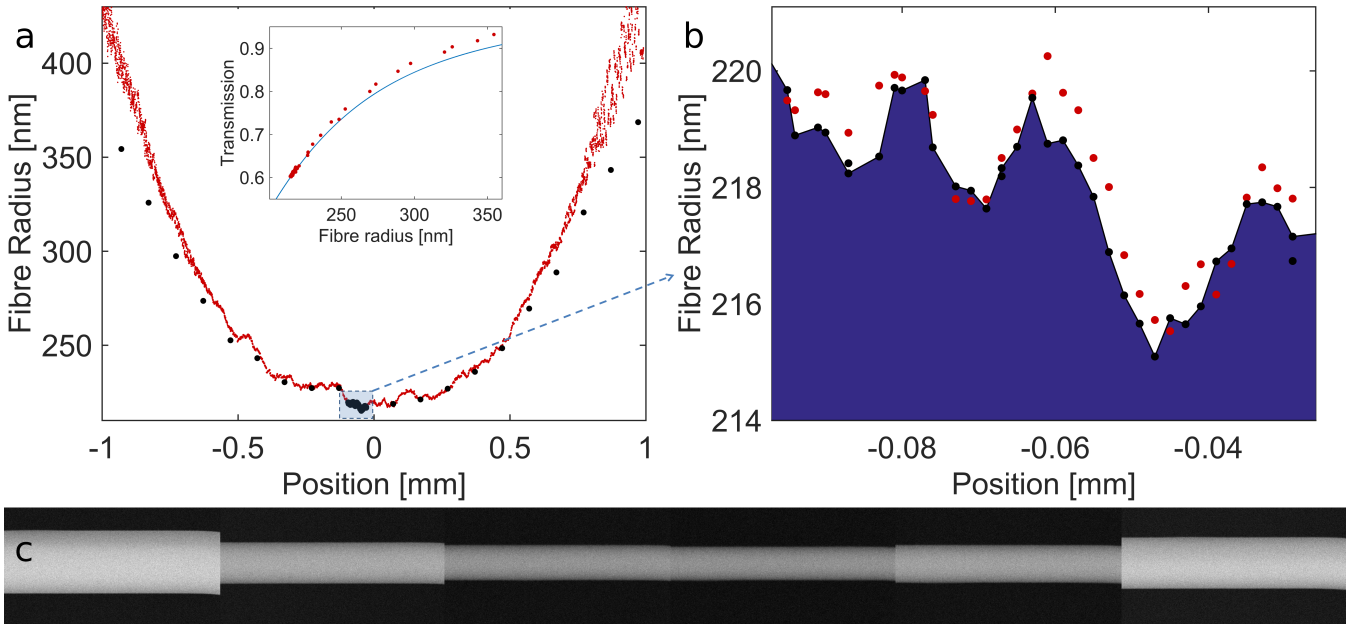 a
400
350
300
250
Fibre Radius [nm]
-1
-0.5
0
0.5
1
Position [mm]
0.9
0.8
0.7
0.6
Transmission
250
300
350
Fibre radius [nm]
b
220
218
216
214
Fibre Radius [nm]
-0.08
-0.06
-0.04
Position [mm]
c